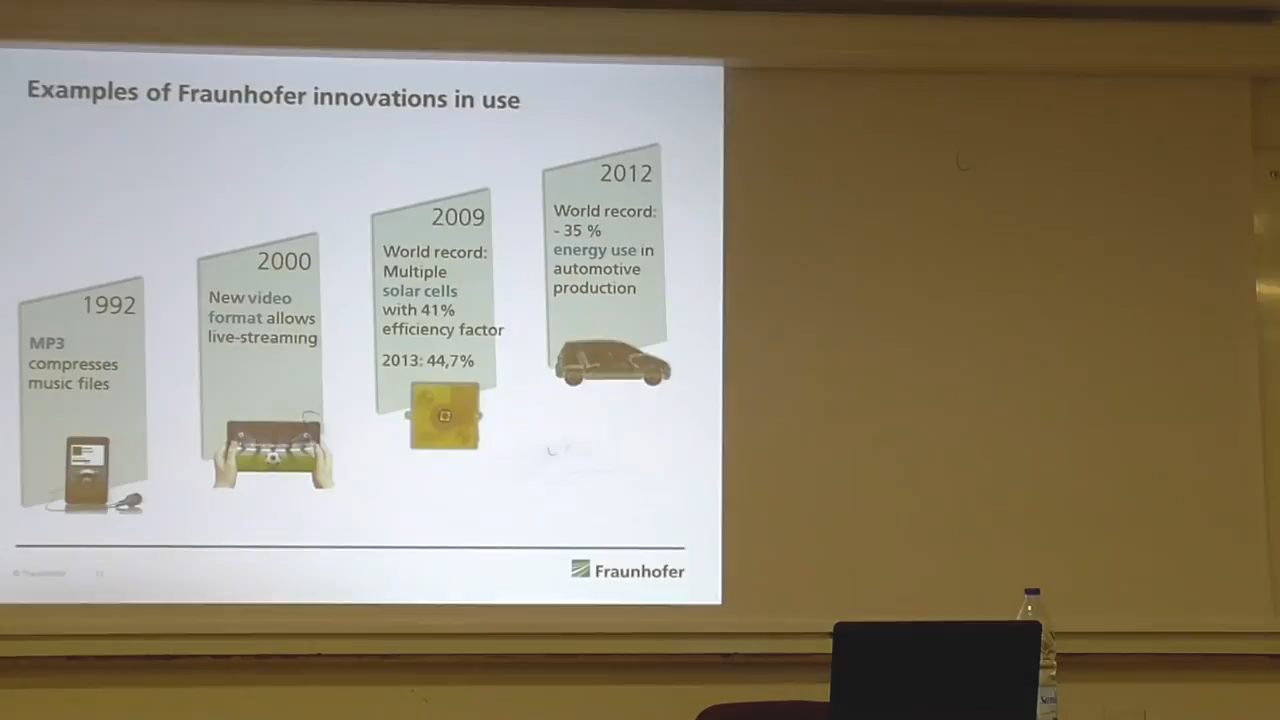 Examples of Fraunhofer innovations in use
1992
MP3
compresses
music files
2000
New video
format allows
live-streaming
2009
World record:
Multiple
solar cells
with 41%
efficiency factor
2013: 44,7%
2012
World record:
- 35 %
energy use in
automotive
production
© Fraunhofer
Fraunhofer